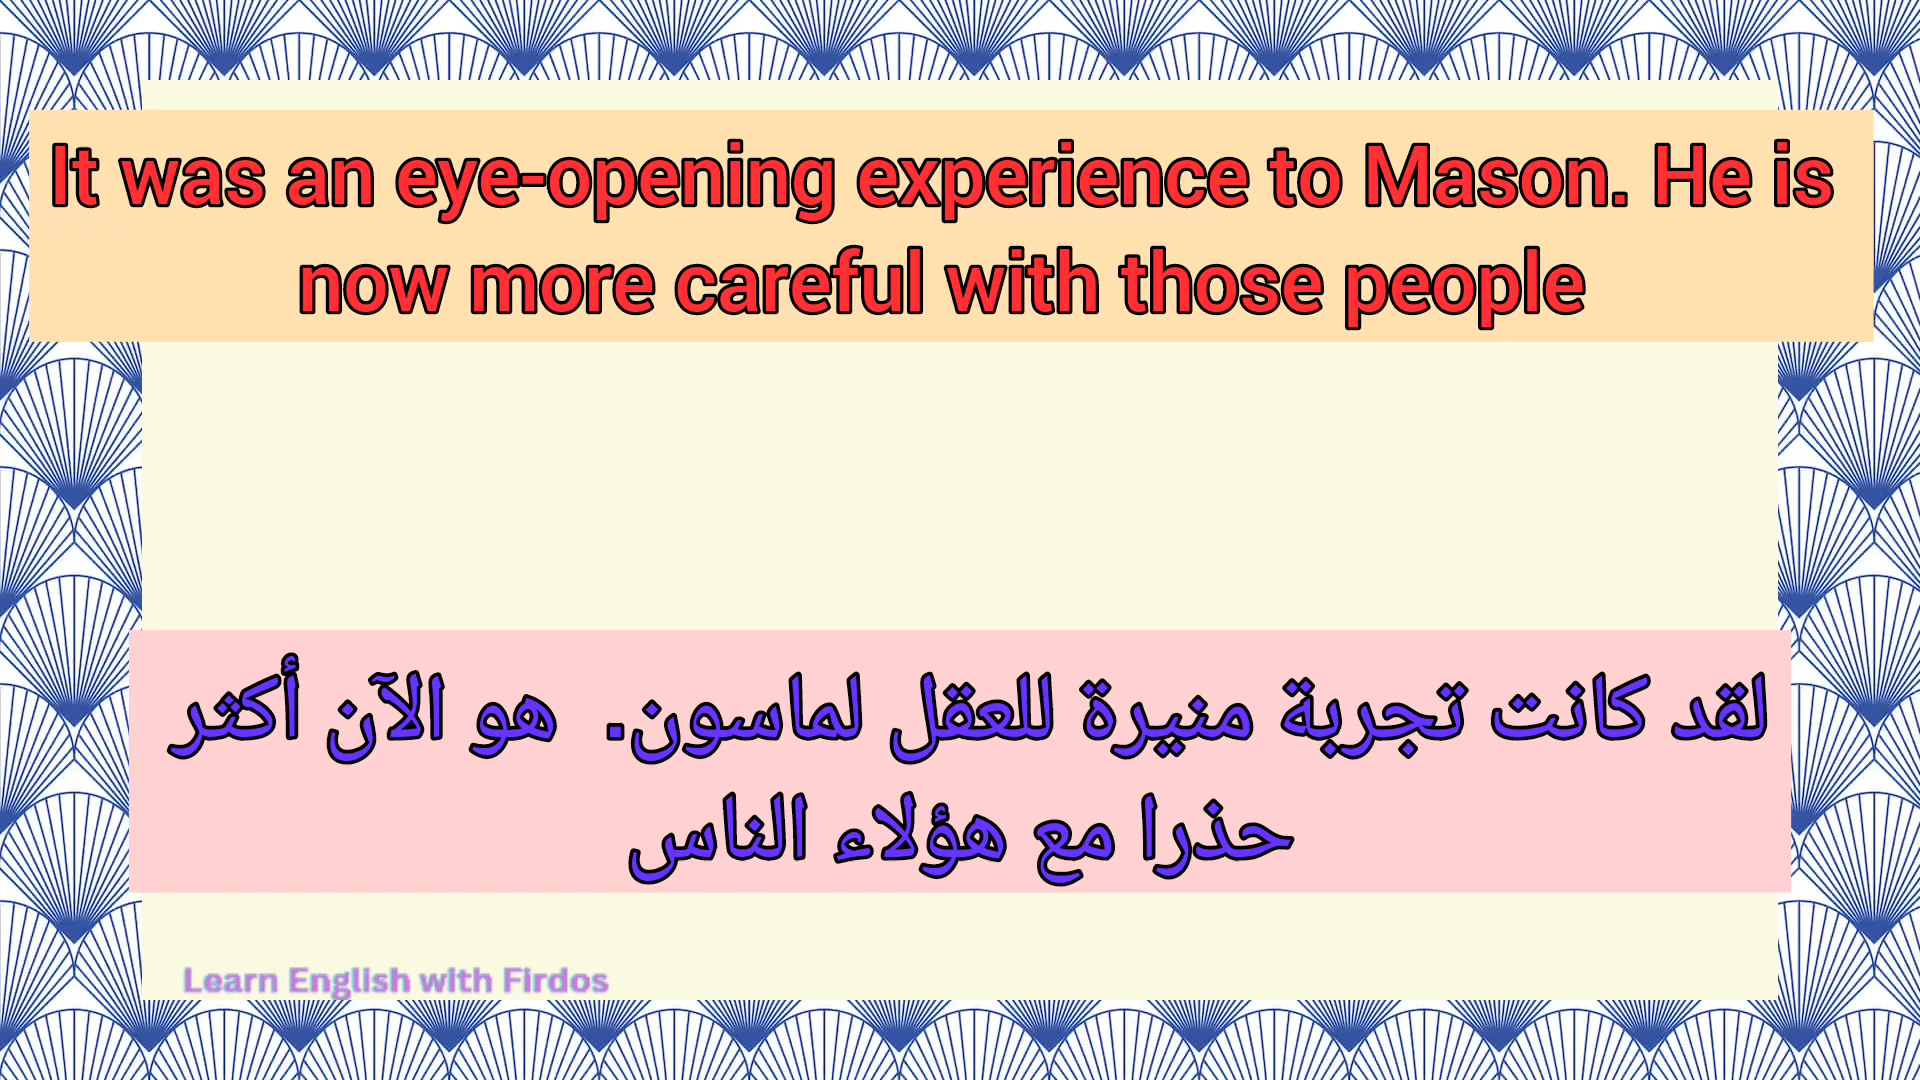 It was an eye-opening experience to Mason. He is
now more careful with those people
لقد كانت تجربة منيرة للعقل لماسون. هو الآن أكثر
حذرا مع هؤلاء الناس
Learn English with Firdos